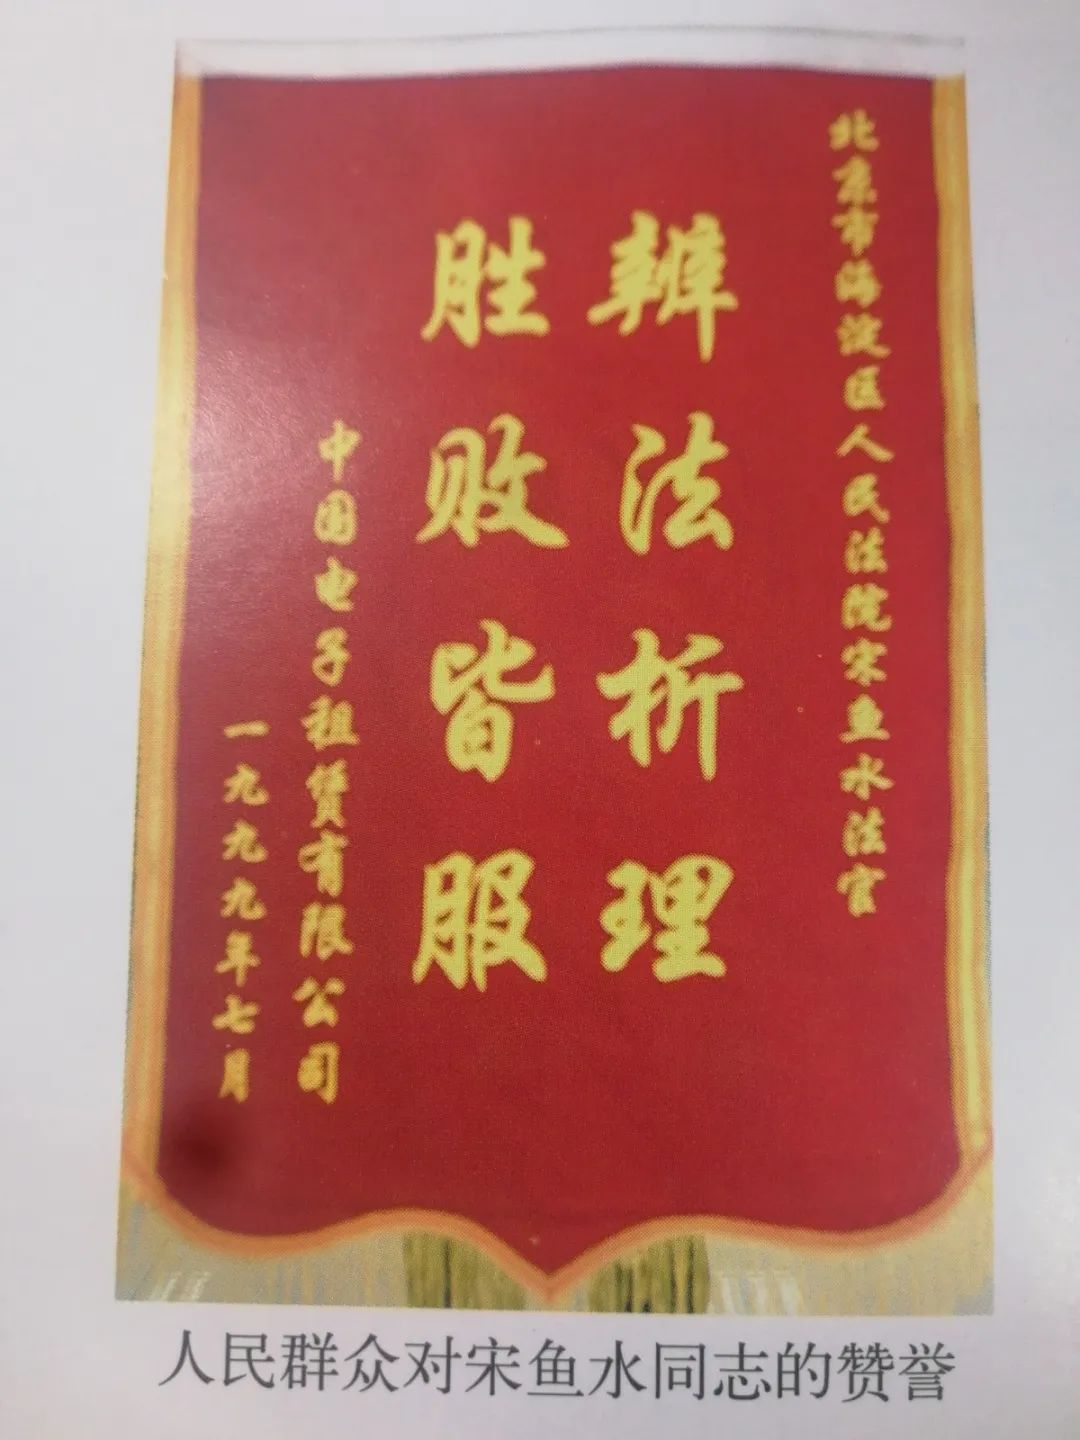 北京市海淀区人民法院宋鱼水法官
辨法析理
胜败皆服
中国电子租赁有限公司
一九九九年七月
人民群众对宋鱼水同志的赞誉